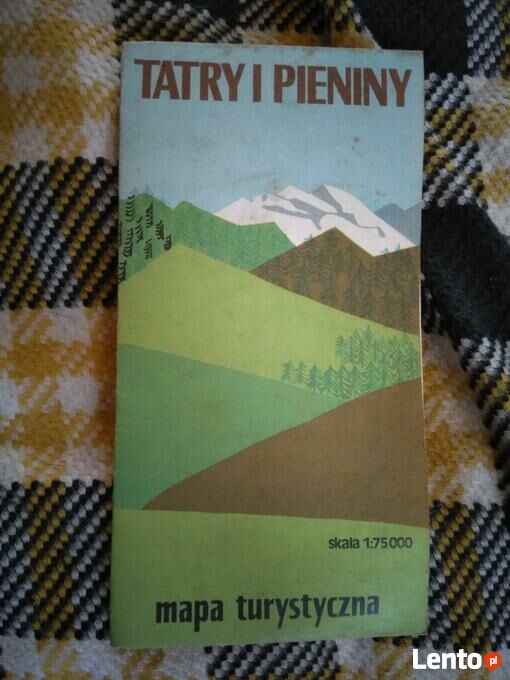 TATRY I PIENINY
skala 1:75 000
mapa turystyczna
Lento.pl